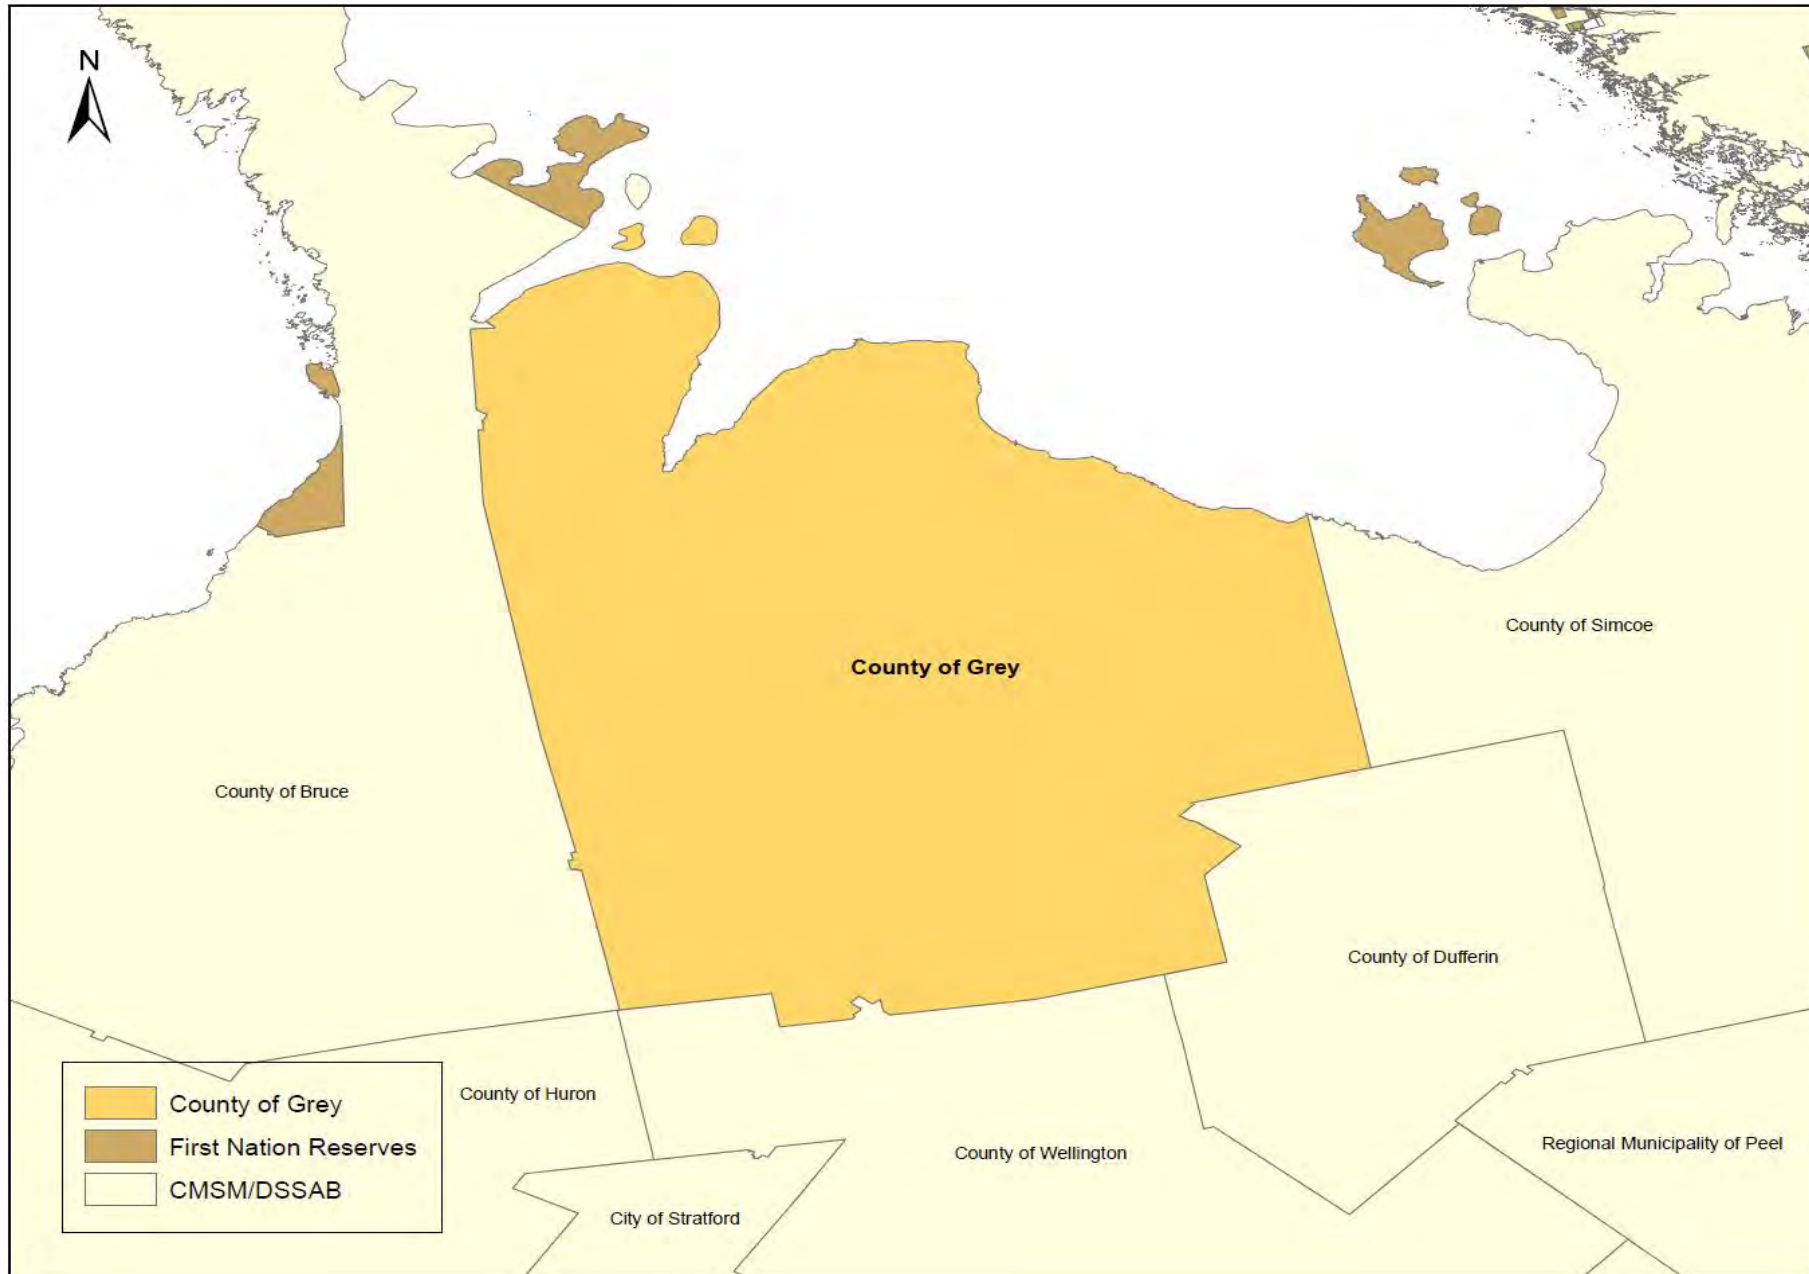 N
County of Simcoe
County of Grey
County of Bruce
County of Dufferin
County of Huron
Regional Municipality of Peel
County of Wellington
City of Stratford
County of Grey
First Nation Reserves
CMSM/DSSAB